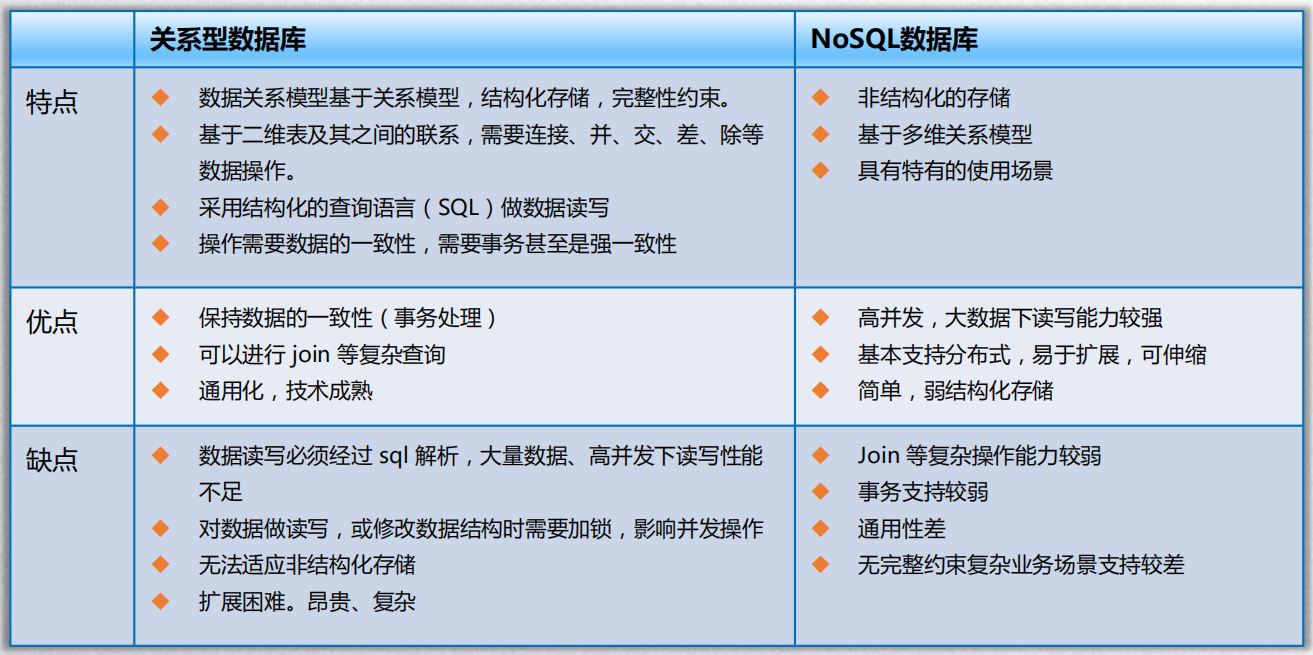 关系型数据库
NoSQL数据库
特点
数据关系模型基于关系模型，结构化存储，完整性约束。
基于二维表及其之间的联系，需要连接、并、交、差、除等
数据操作。
采用结构化的查询语言（SQL）做数据读写
操作需要数据的一致性，需要事务甚至是强一致性
非结构化的存储
基于多维关系模型
具有特有的使用场景
优点
保持数据的一致性（事务处理）
可以进行 join 等复杂查询
通用化，技术成熟
高并发，大数据下读写能力较强
基本支持分布式，易于扩展，可伸缩
简单，弱结构化存储
缺点
数据读写必须经过 sql 解析，大量数据、高并发下读写性能
不足
对数据做读写，或修改数据结构时需要加锁，影响并发操作
无法适应非结构化存储
扩展困难。昂贵、复杂
Join 等复杂操作能力较弱
事务支持较弱
通用性差
无完整约束复杂业务场景支持较差